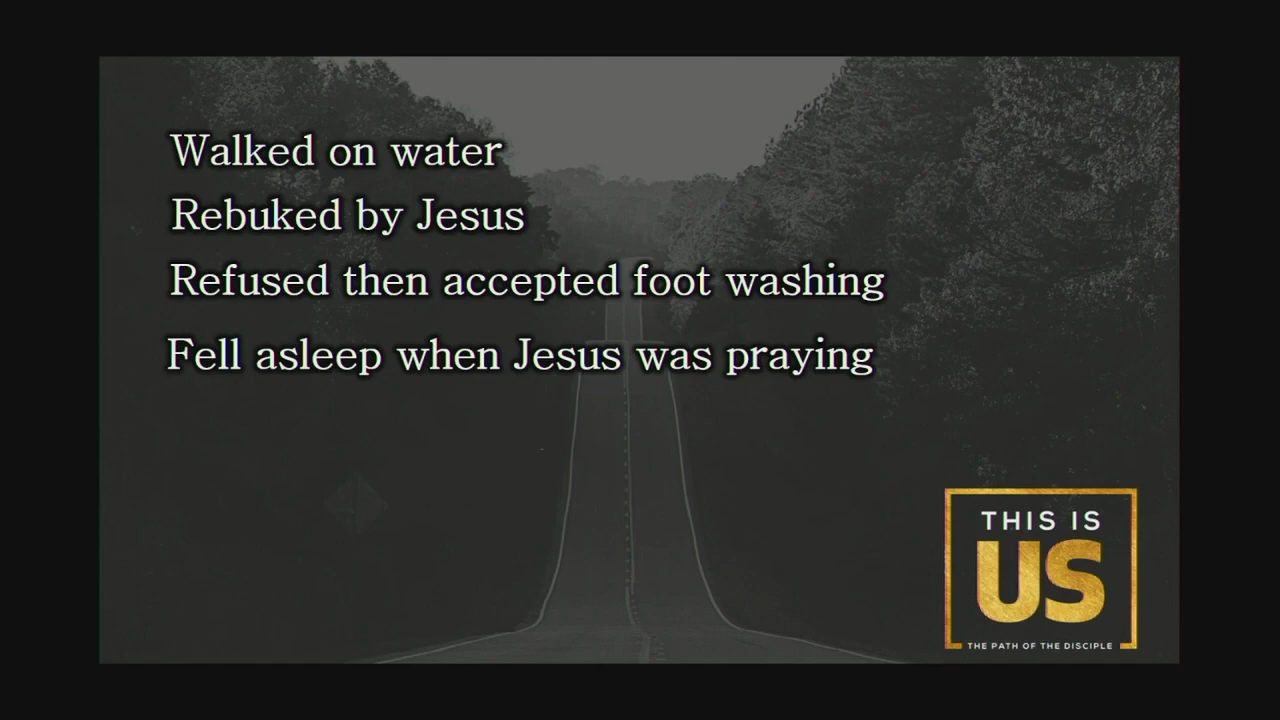 Walked on water
Rebuked by Jesus
Refused then accepted foot washing
Fell asleep when Jesus was praying
THIS IS
US
THE PATH OF THE DISCIPLE